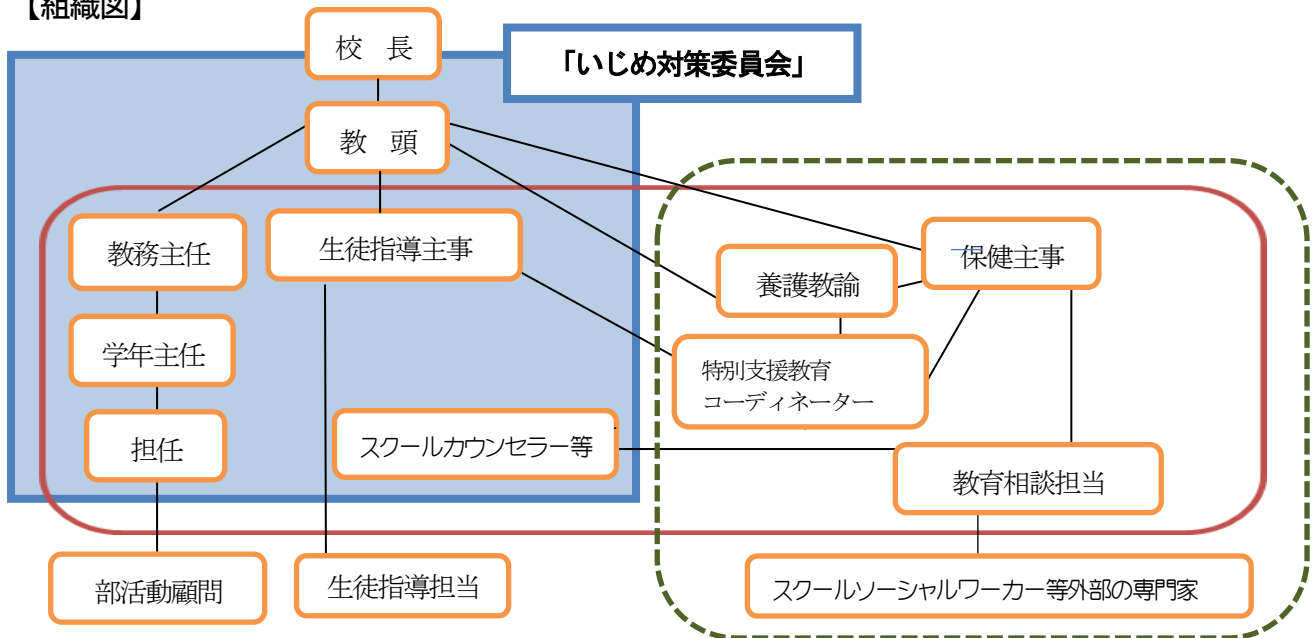 【組織図】
校 長
「いじめ対策委員会」
教 頭
教務主任
生徒指導主事
保健主事
養護教諭
学年主任
特別支援教育
コーディネーター
担任
スクールカウンセラー等
教育相談担当
部活動顧問
生徒指導担当
スクールソーシャルワーカー等外部の専門家